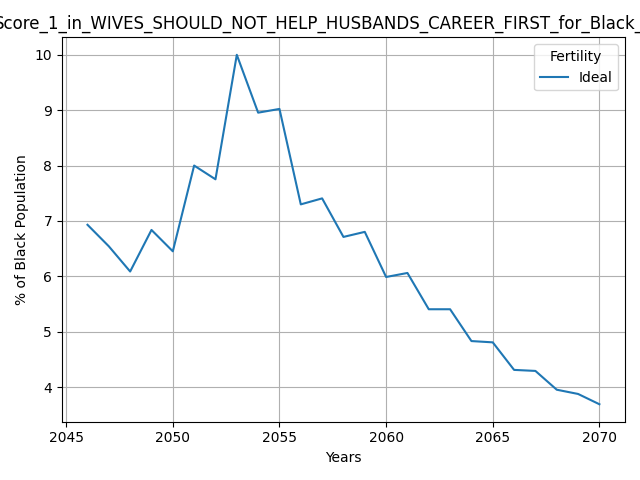 Score_1_in_WIVES_SHOULD_NOT_HELP_HUSBANDS_CAREER_FIRST_for_Black_
10
9
8
7
6
5
4
% of Black Population
Fertility
Ideal
2045
2050
2055
2060
2065
2070
Years